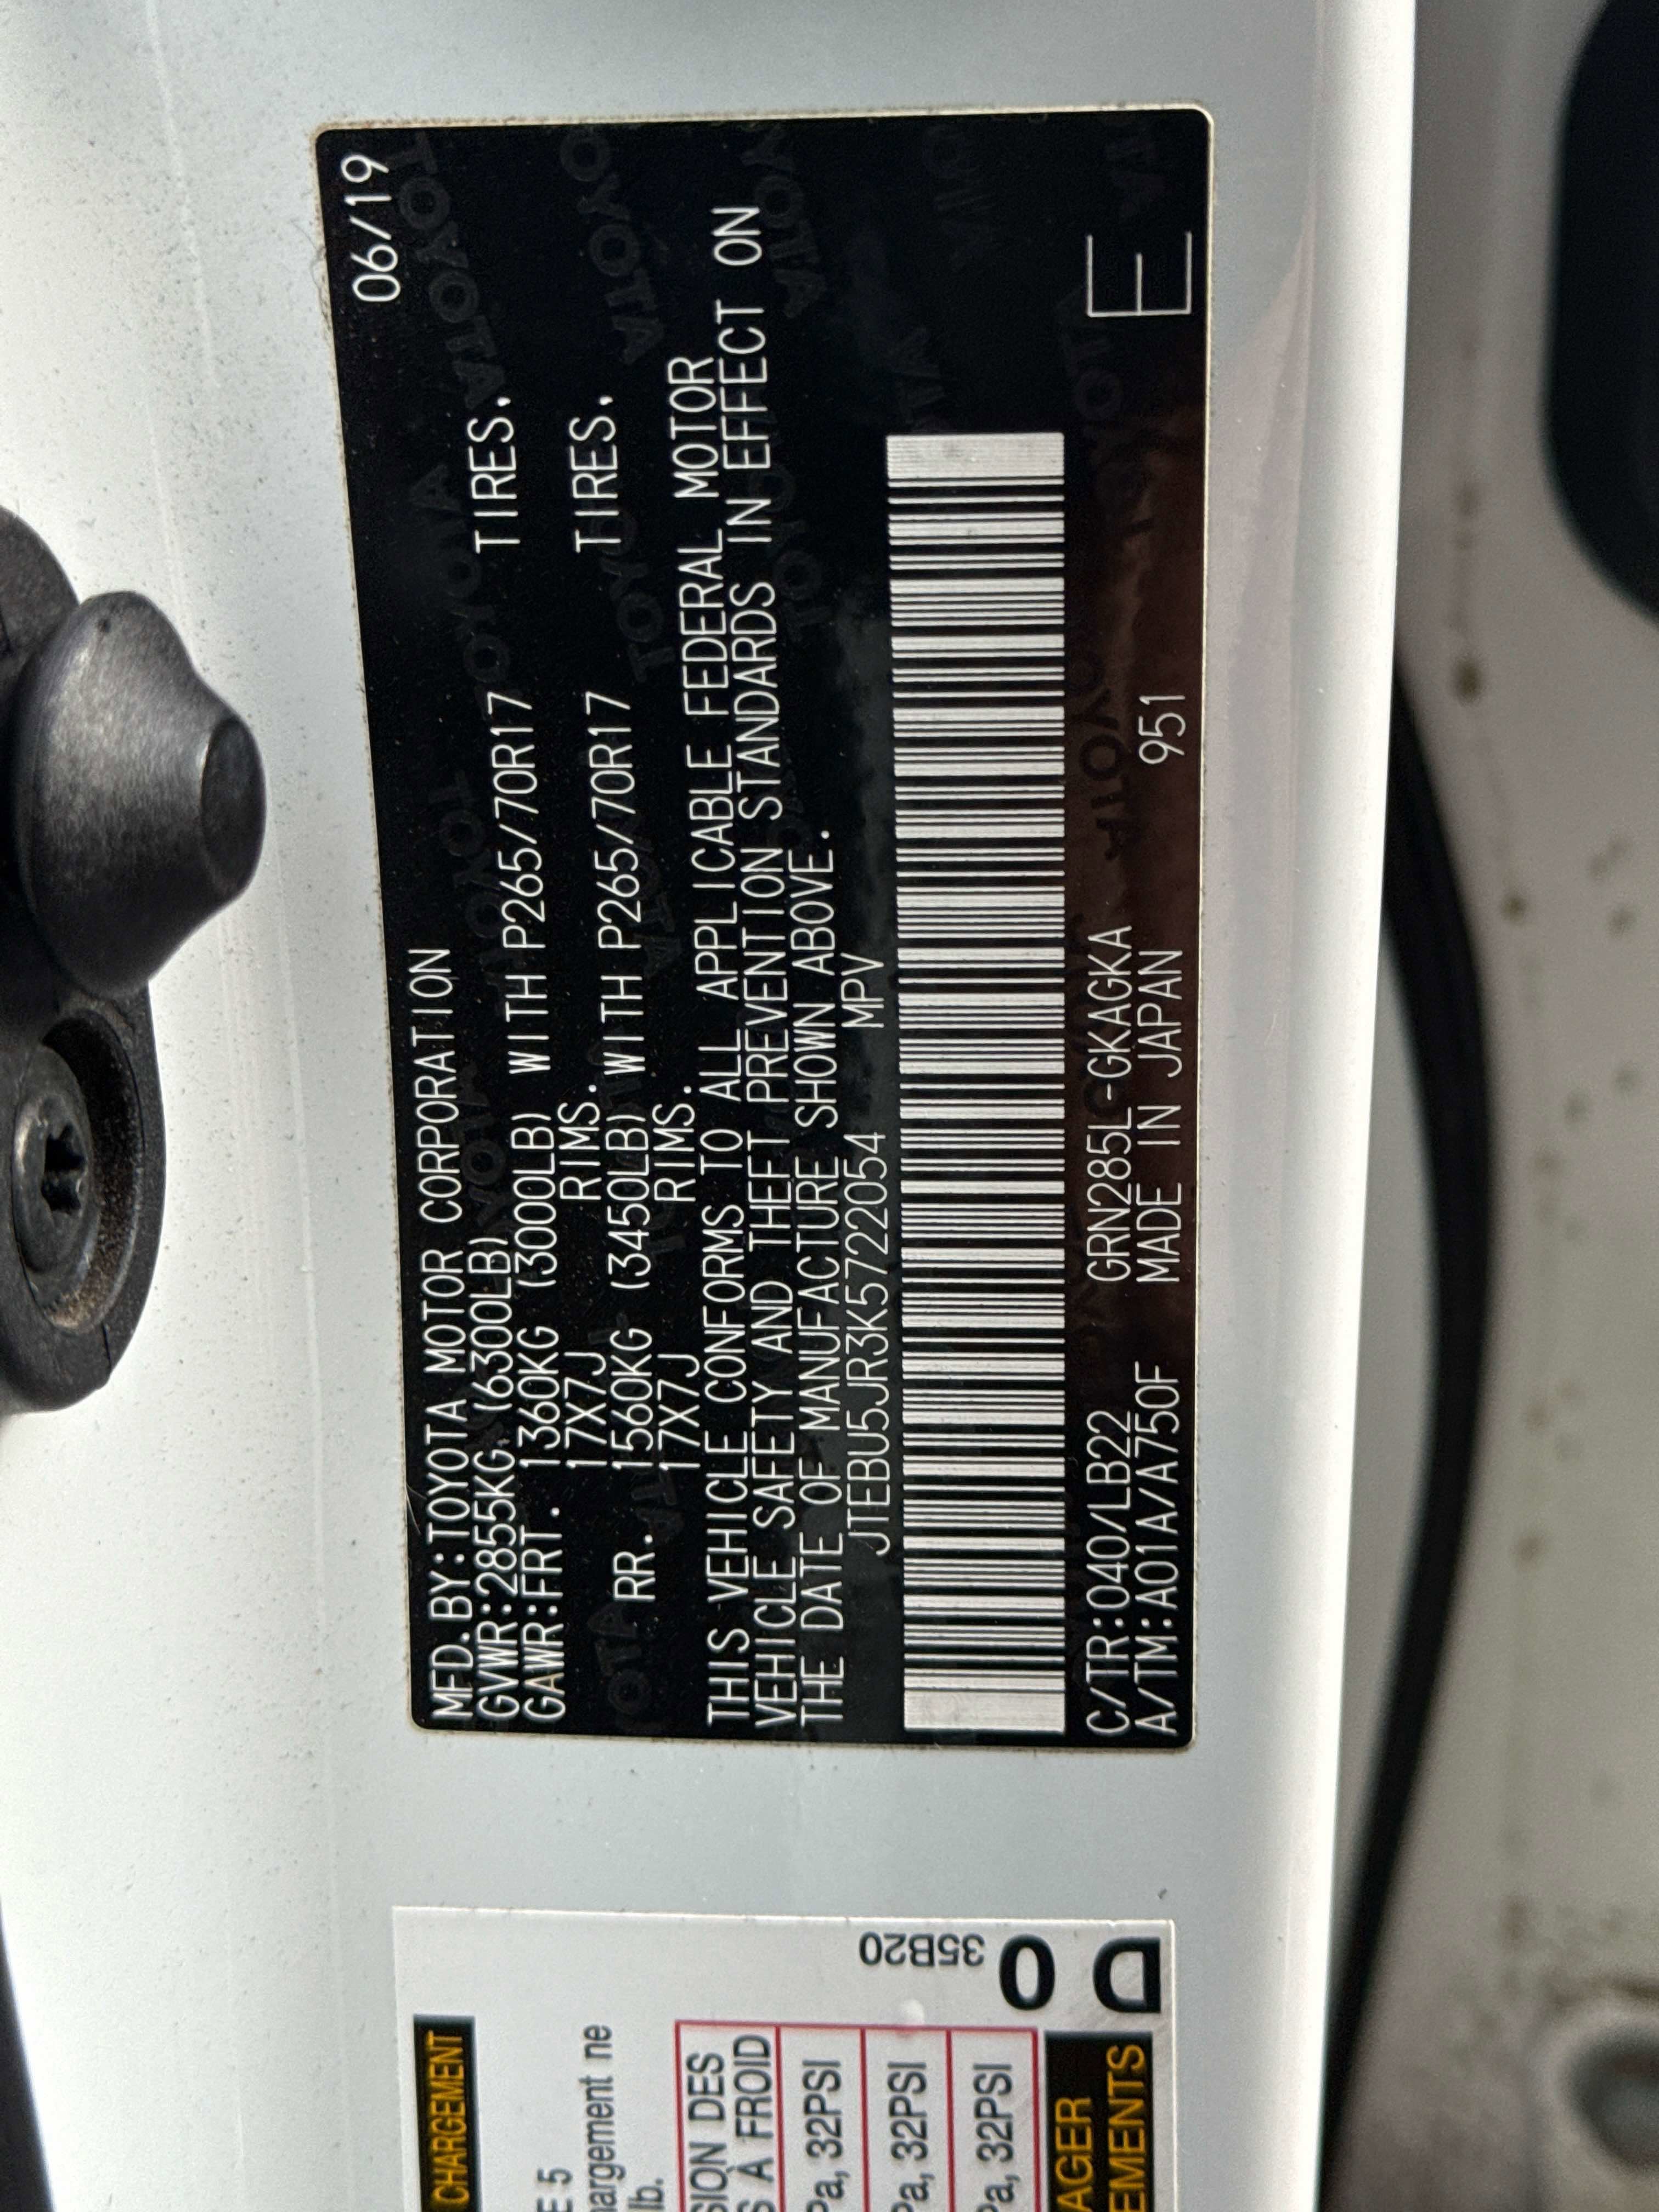 06/19
MFD.BY:TOYOTA MOTOR CORPORATION
GVWR:2855KG (6300LB)
GAWR:FRT. 1360KG (3000LB) WITH P265/70R17 TIRES.
17X7J RIMS.
RR. 1560KG (3450LB) WITH P265/70R17 TIRES.
17X7J RIMS.
THIS VEHICLE CONFORMS TO ALL APPLICABLE FEDERAL MOTOR
VEHICLE SAFETY AND THEFT PREVENTION STANDARDS IN EFFECT ON
THE DATE OF MANUFACTURE SHOWN ABOVE.
JTEBU5JR3K5722054 MPV
C/TR:040/LB22 GRN285L-GKAGKA
A/TM:A01A/A750F MADE IN JAPAN 951 E
CHARGEMENT
E 5
hargement ne
lb.
SION DES
S À FROID
Pa, 32PSI
Pa, 32PSI
Pa, 32PSI
AGER
EMENTS
35B20
0
D